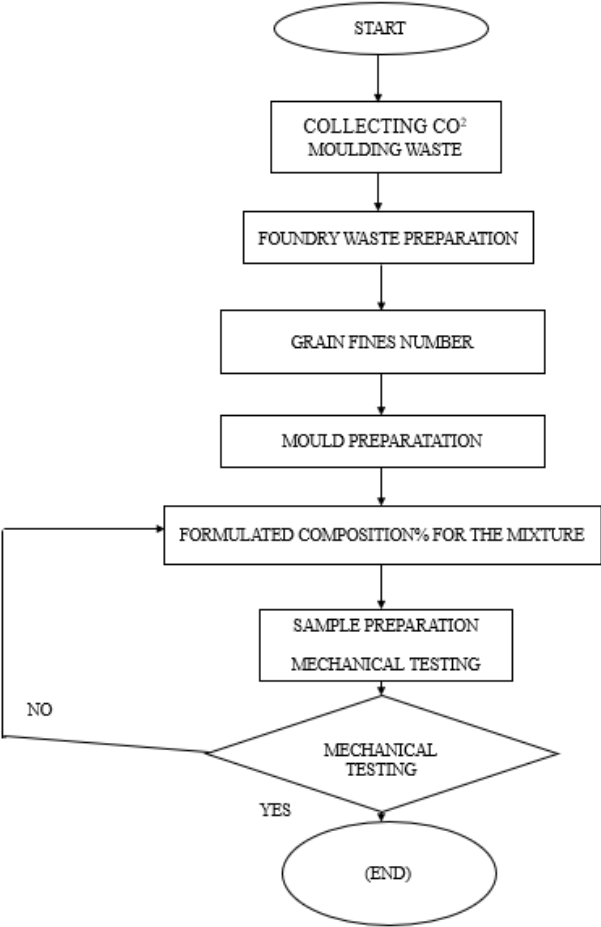 START
COLLECTING CO²
MOULDING WASTE
FOUNDRY WASTE PREPARATION
GRAIN FINES NUMBER
MOULD PREPARATATION
FORMULATED COMPOSITION% FOR THE MIXTURE
SAMPLE PREPARATION
MECHANICAL TESTING
NO
MECHANICAL
TESTING
YES
(END)